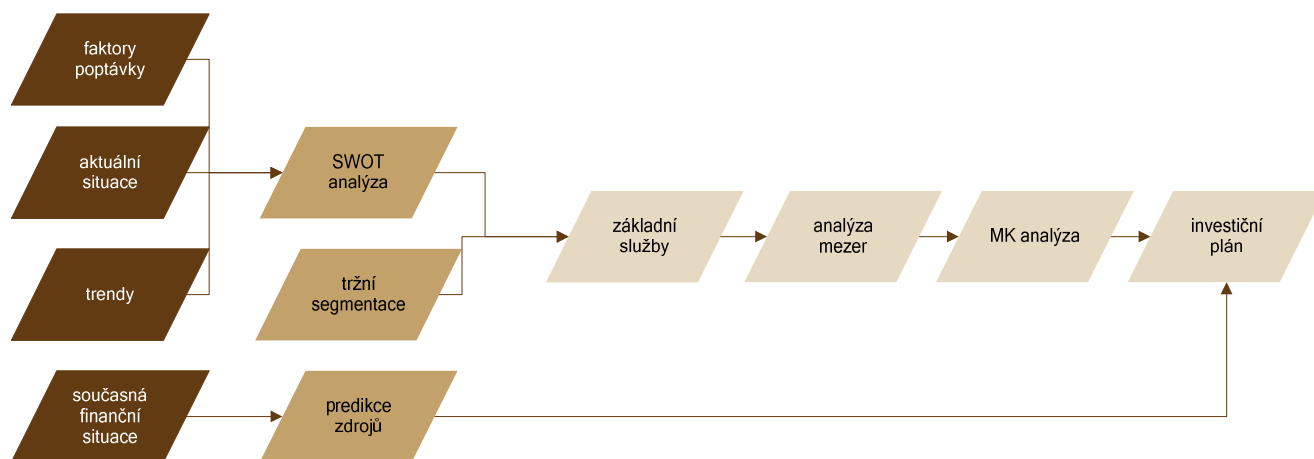 faktory
poptávky
aktuální
situace
trendy
současná
finanční
situace
SWOT
analýza
tržní
segmentace
predikce
zdrojů
základní
služby
analýza
mezer
MK analýza
investiční
plán